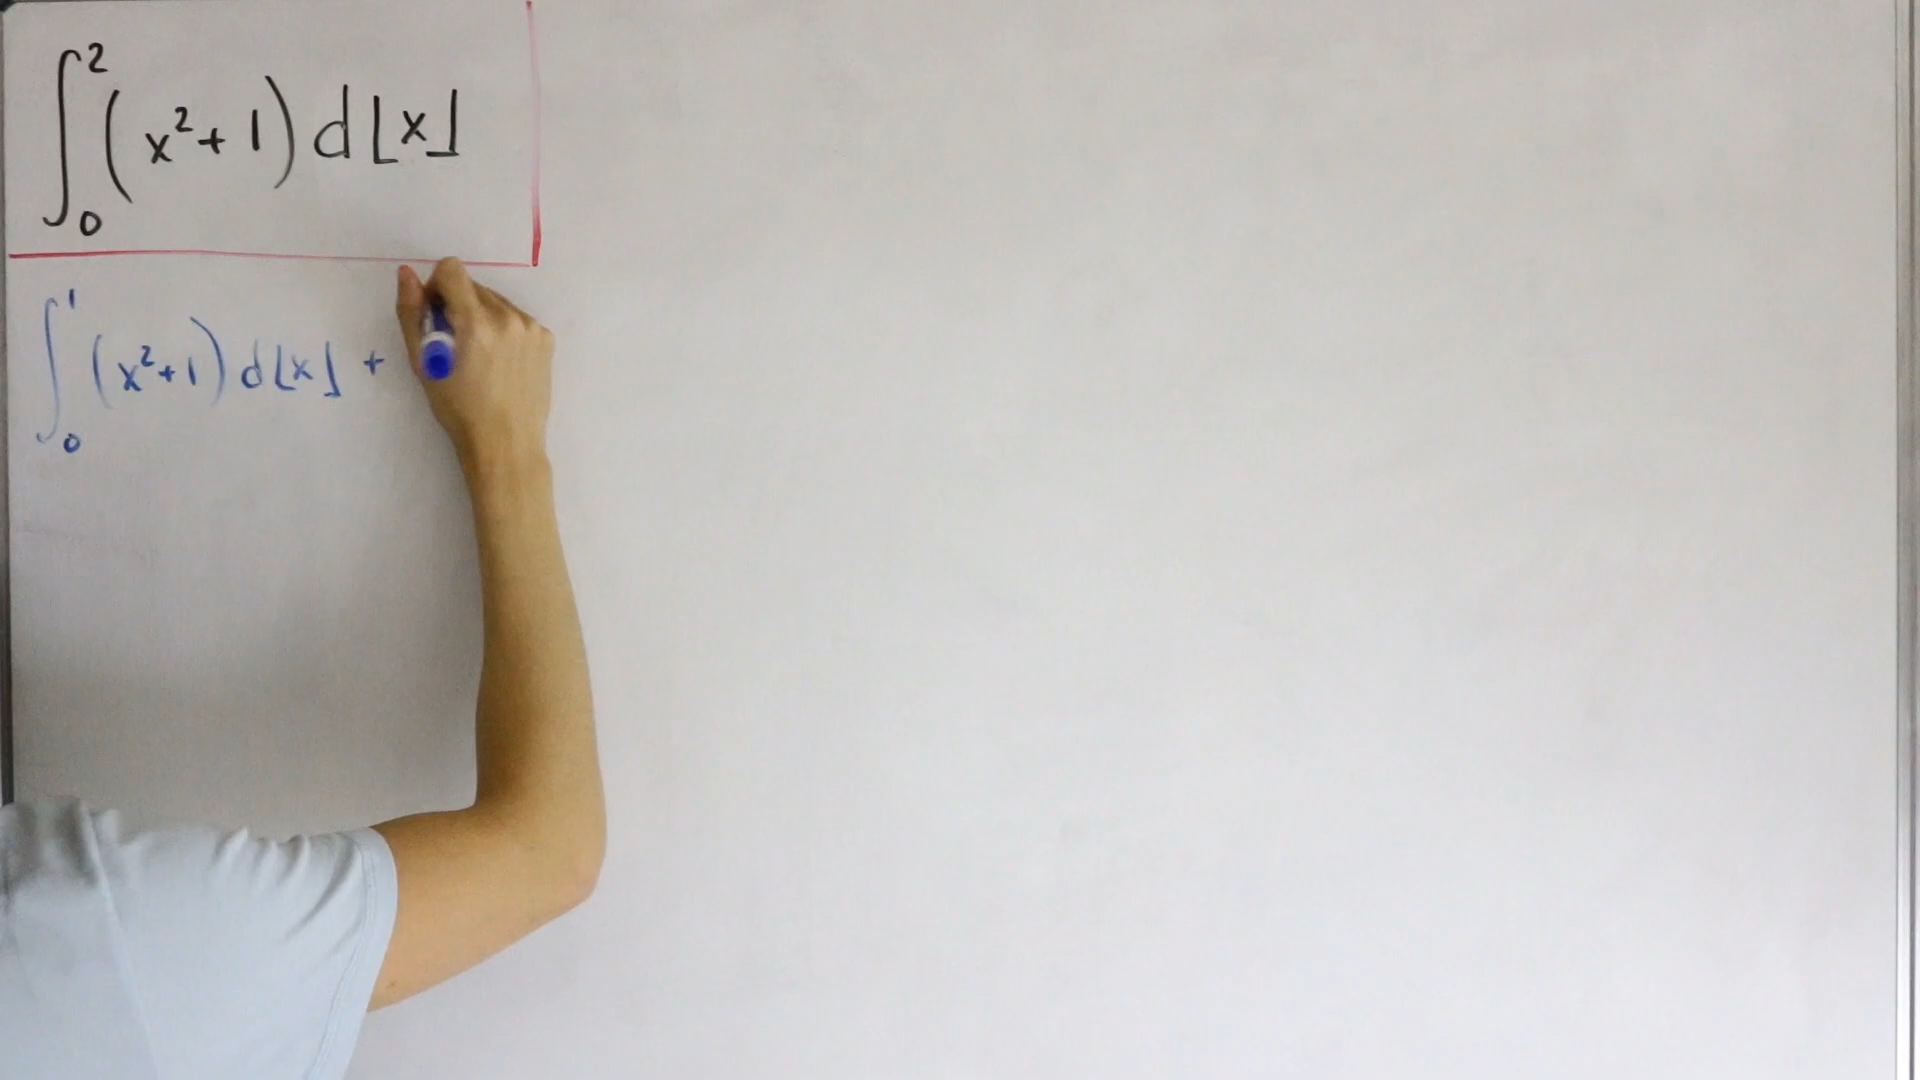 ∫₀² (x²+1) d⌊x⌋
∫₀¹ (x²+1) d⌊x⌋ +